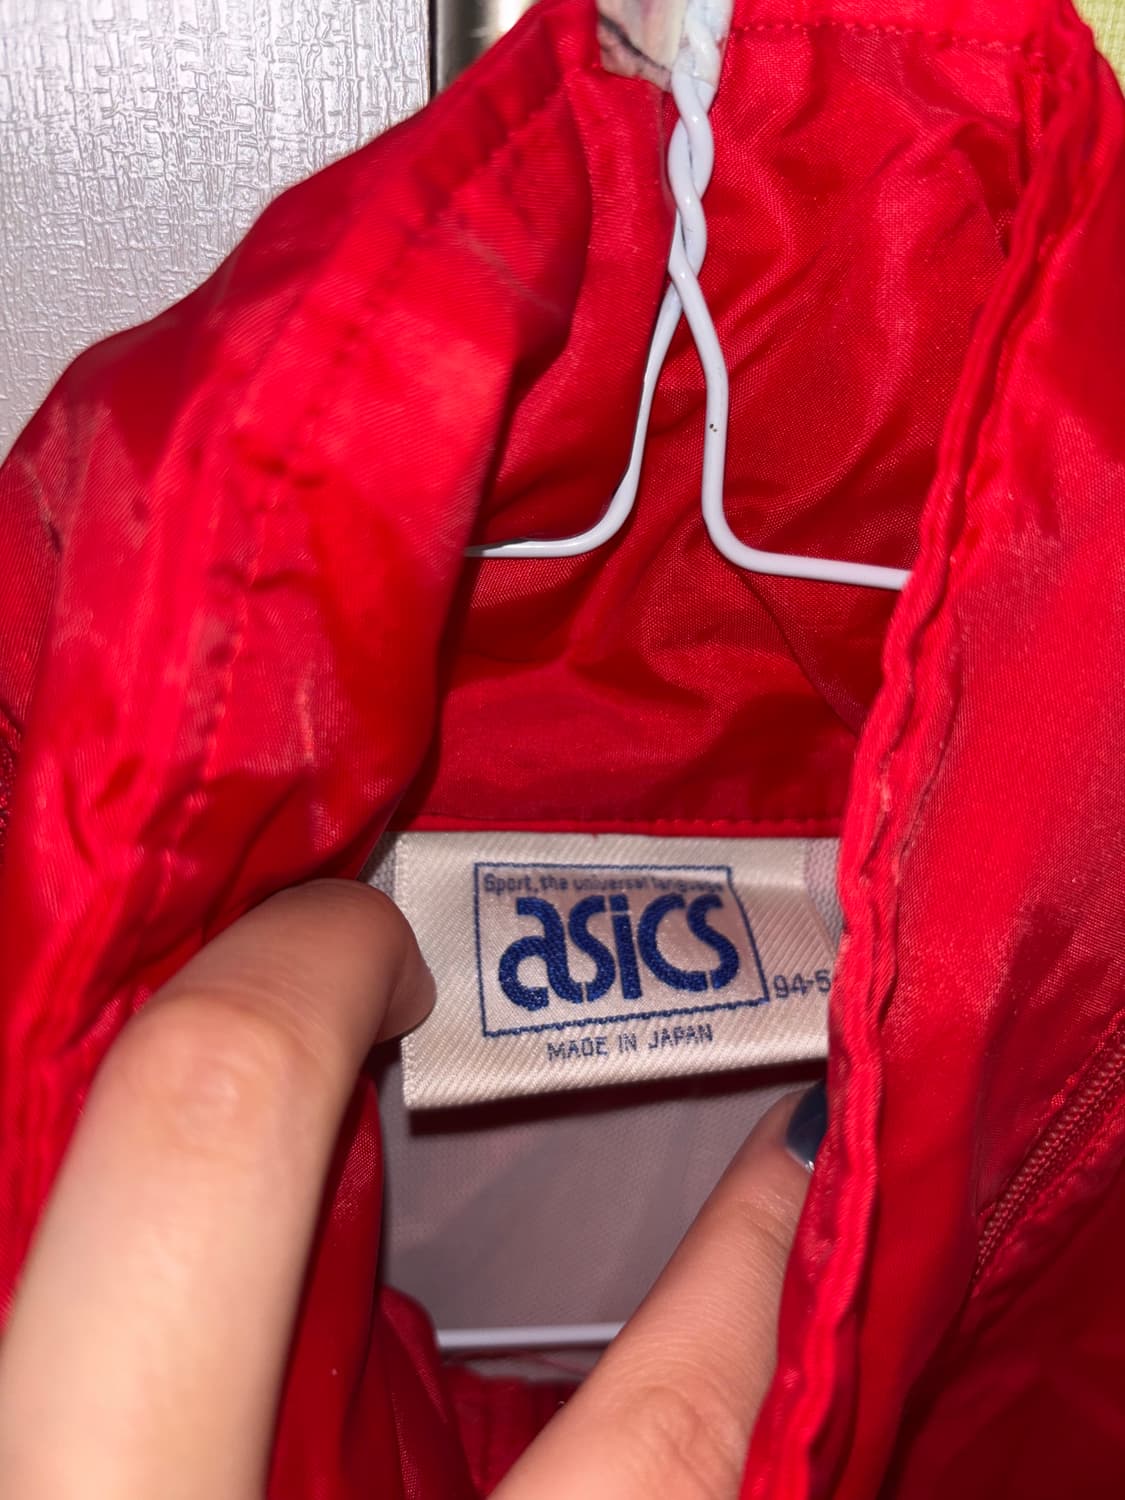 Sport, the universal language
asics
94-5
MADE IN JAPAN